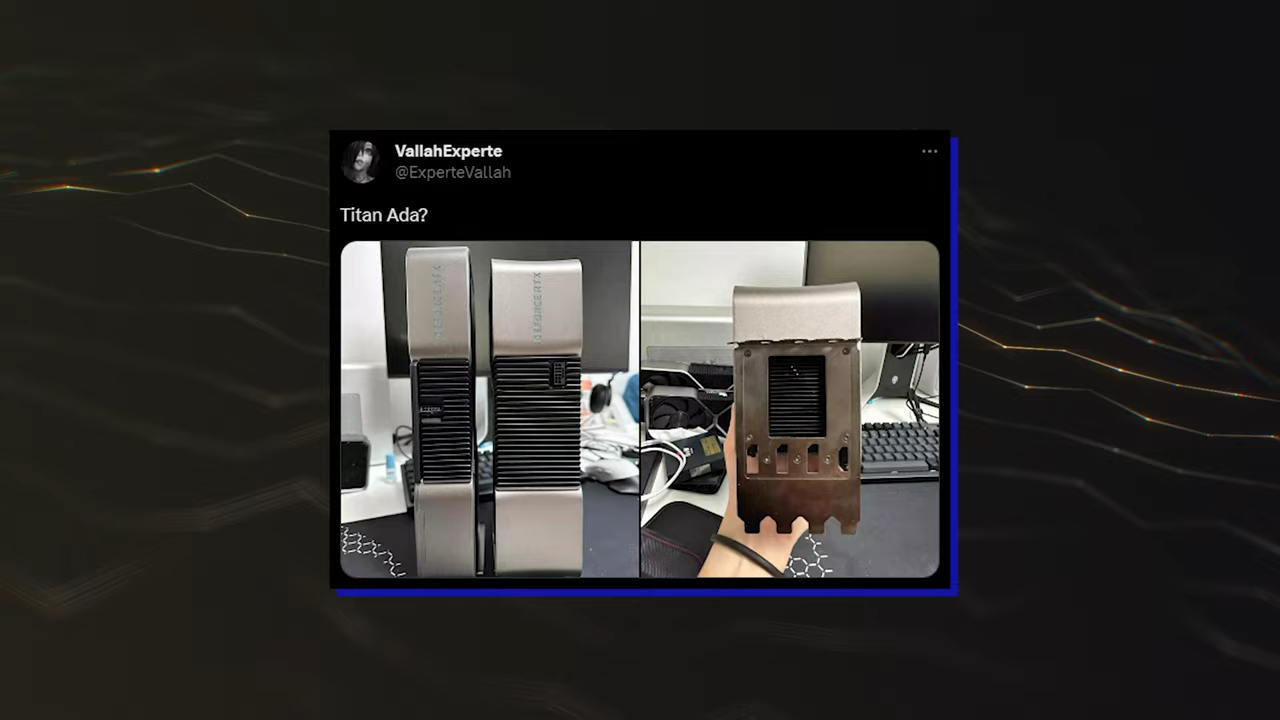 VallahExperte
@ExperteVallah
Titan Ada?
GEFORCE RTX
GEFORCE RTX